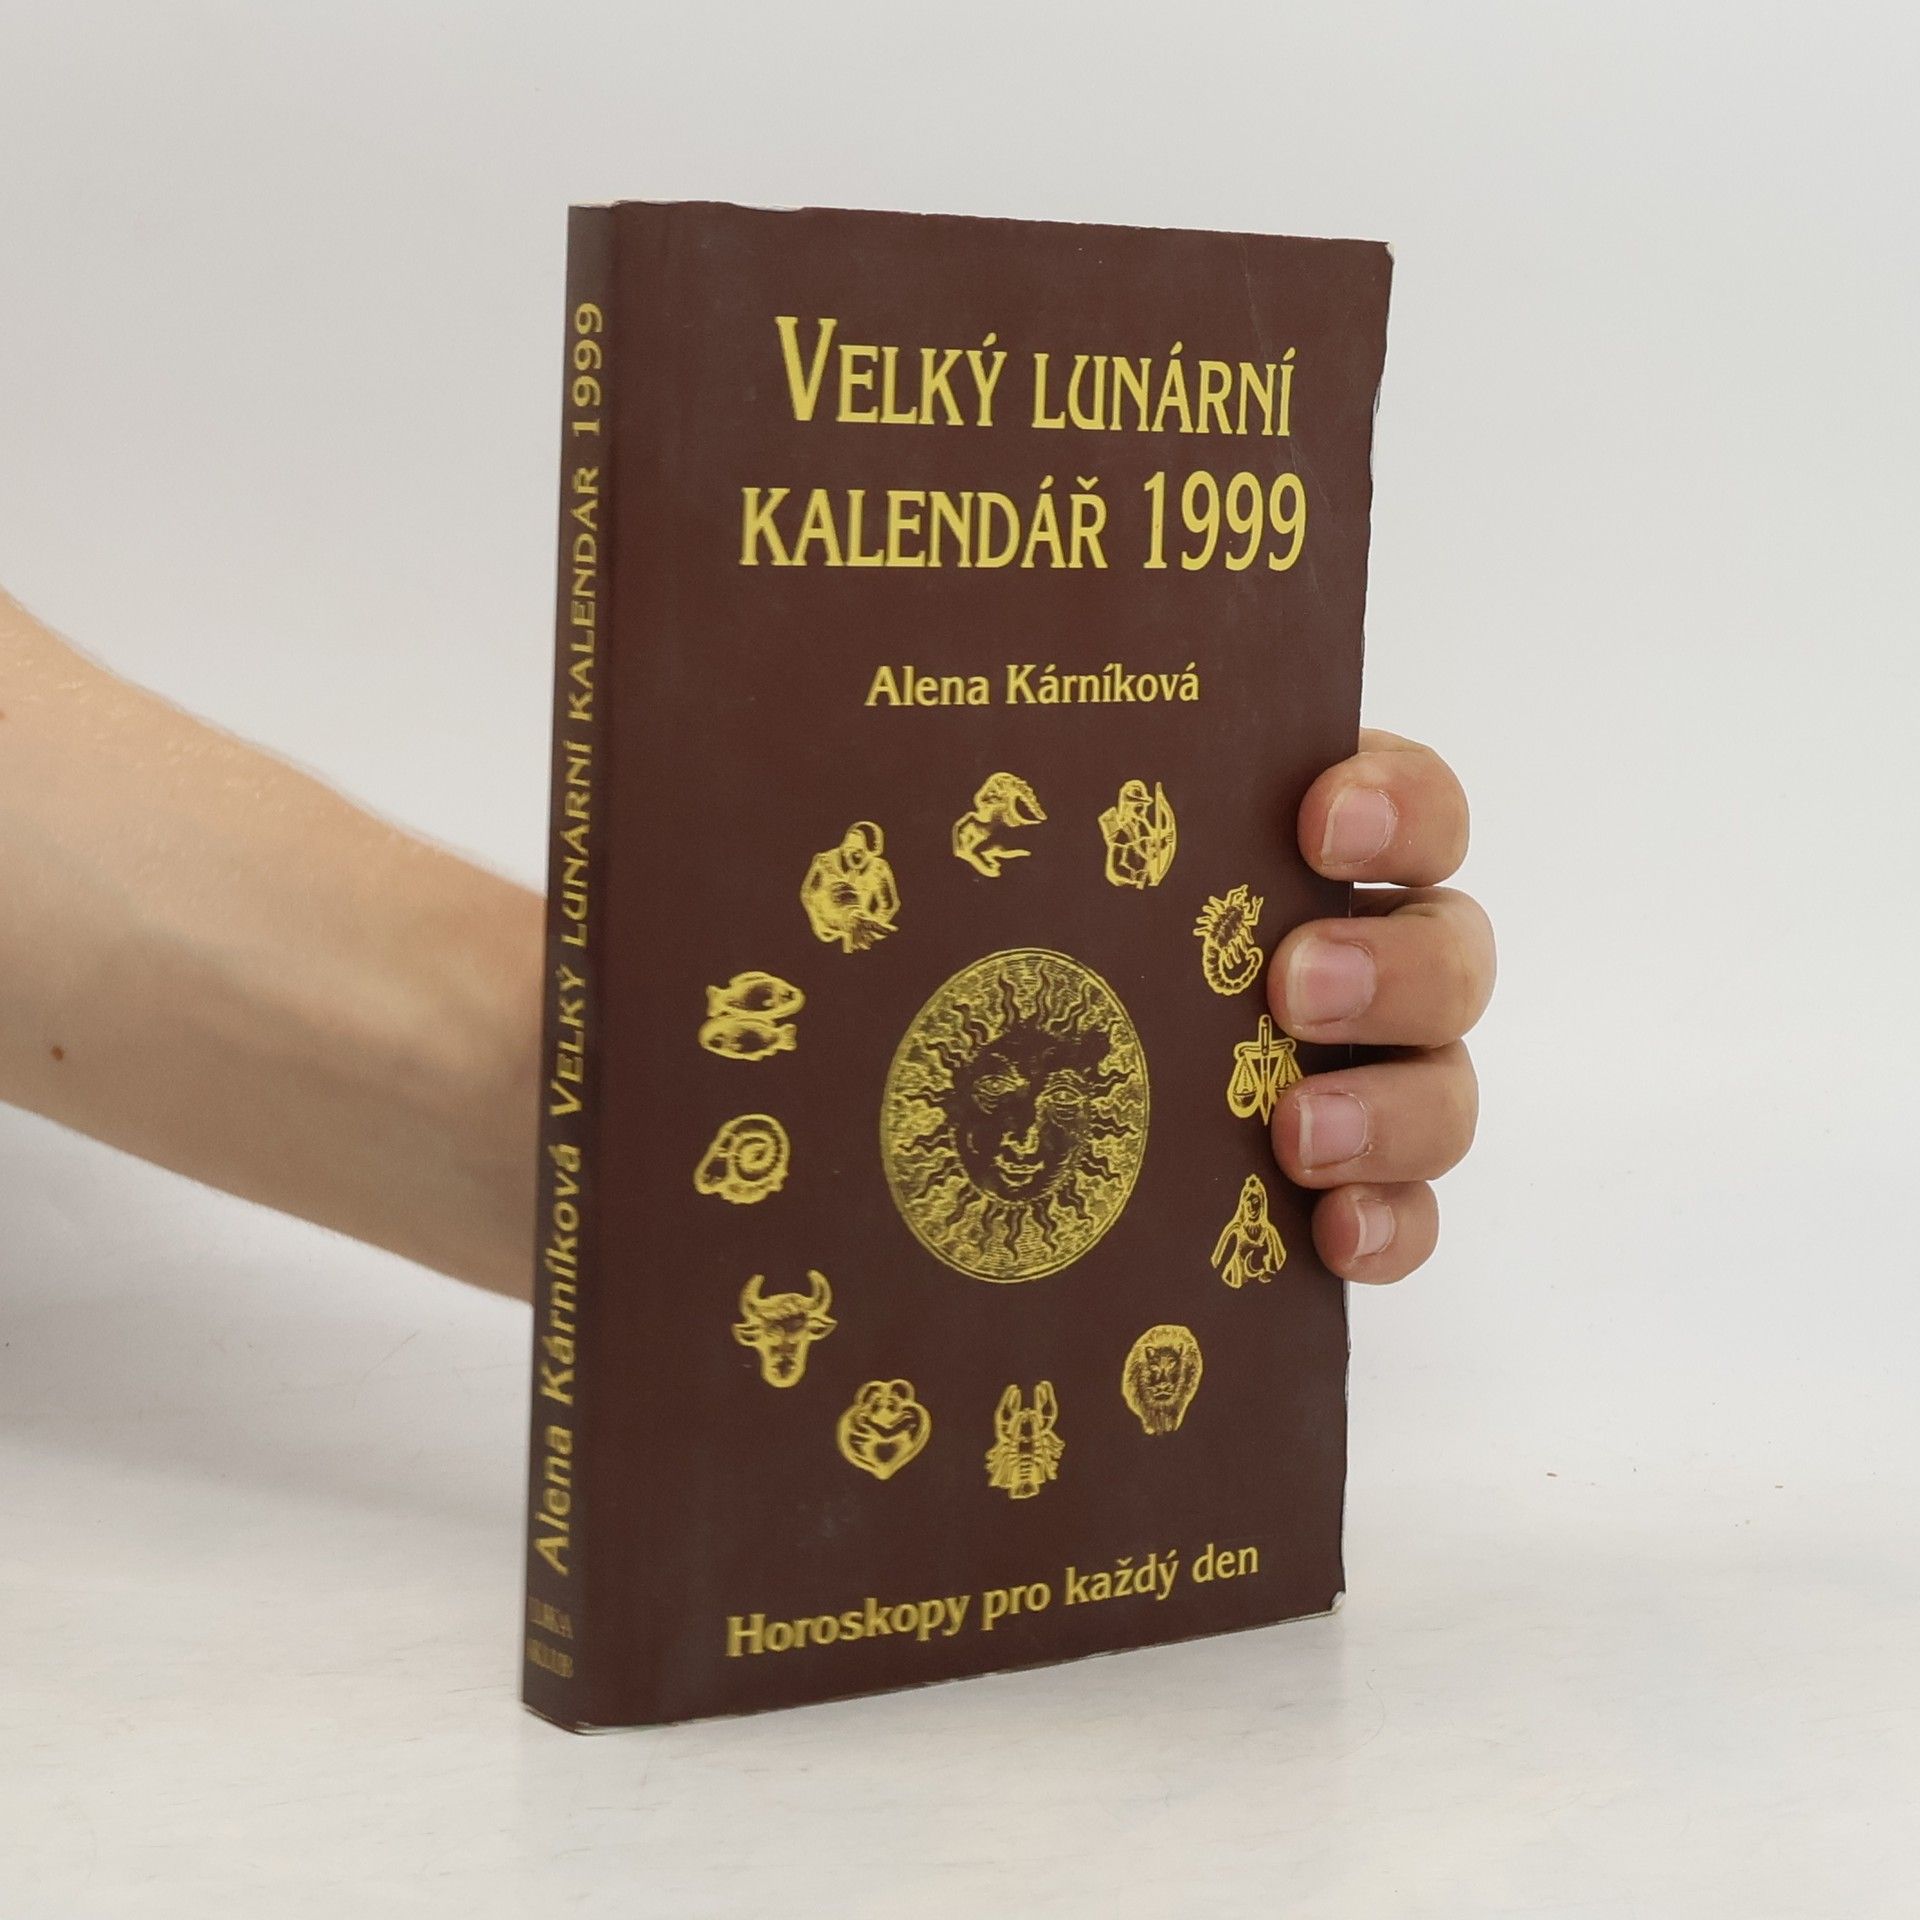 VELKÝ LUNÁRNÍ
KALENDÁŘ 1999
Alena Kárníková
Horoskopy pro každý den
Alena Kárníková VELKÝ LUNÁRNÍ KALENDÁŘ 1999